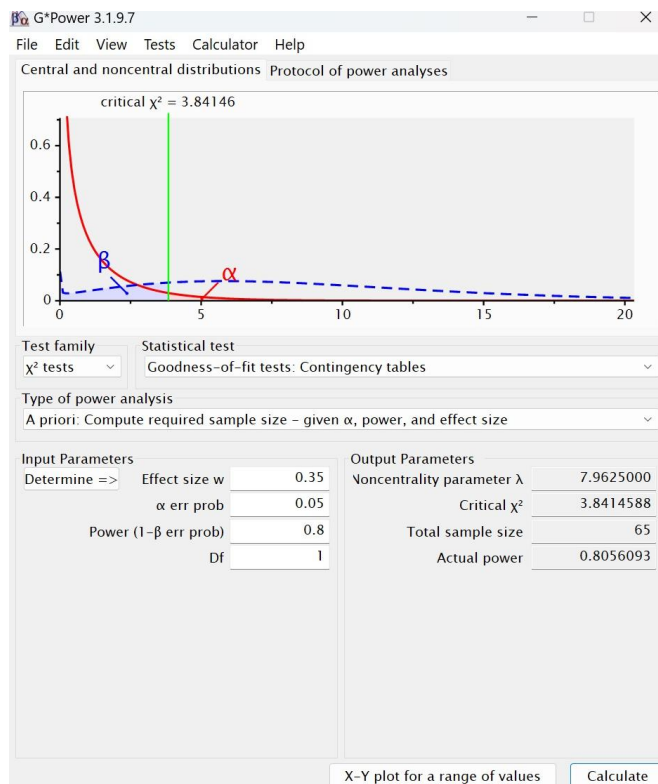 βα G*Power 3.1.9.7
File Edit View Tests Calculator Help
Central and noncentral distributions Protocol of power analyses
critical χ² = 3.84146
0.6
0.4
0.2
0
β
α
0 5 10 15 20
Test family Statistical test
χ² tests Goodness-of-fit tests: Contingency tables
Type of power analysis
A priori: Compute required sample size – given α, power, and effect size
Input Parameters Output Parameters
Determine => Effect size w 0.35 Noncentrality parameter λ 7.9625000
α err prob 0.05 Critical χ² 3.8414588
Power (1-β err prob) 0.8 Total sample size 65
Df 1 Actual power 0.8056093
X-Y plot for a range of values Calculate